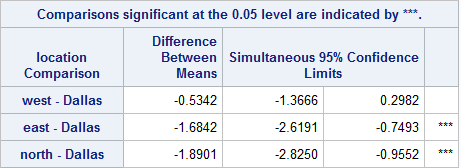 Comparisons significant at the 0.05 level are indicated by ***.
location Comparison Difference Between Means Simultaneous 95% Confidence Limits
west - Dallas -0.5342 -1.3666 0.2982
east - Dallas -1.6842 -2.6191 -0.7493 ***
north - Dallas -1.8901 -2.8250 -0.9552 ***